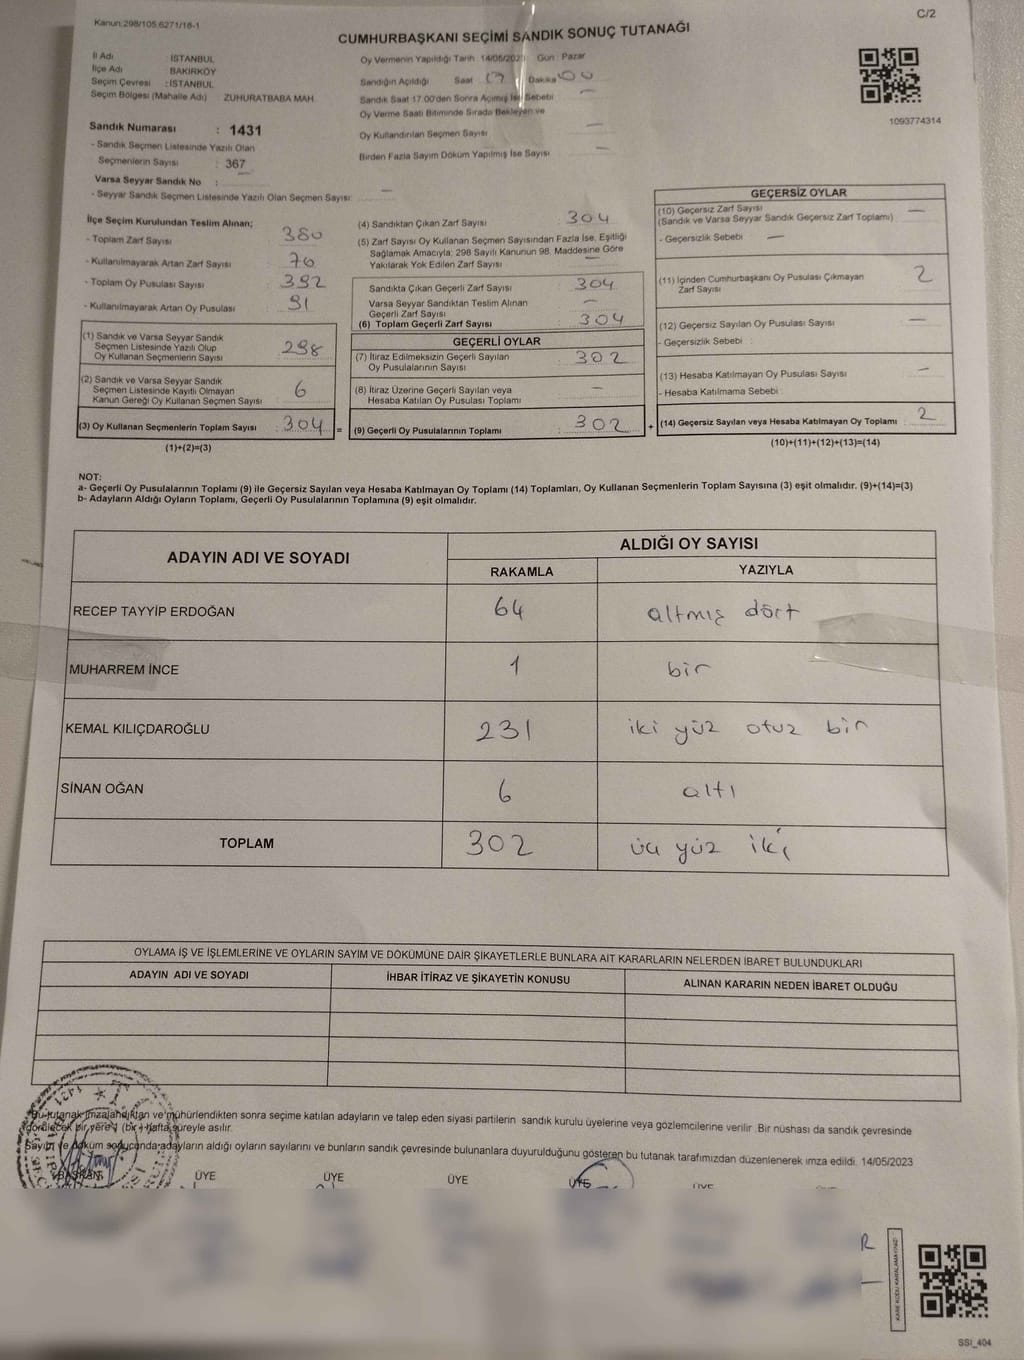 C/2
Kanun:298/105,6271/16-1
CUMHURBAŞKANI SEÇİMİ SANDIK SONUÇ TUTANAĞI
İl Adı İSTANBUL
İlçe Adı BAKIRKÖY
Seçim Çevresi : İSTANBUL
Seçim Bölgesi (Mahalle Adı) ZUHURATBABA MAH.
Sandık Numarası : 1431
- Sandık Seçmen Listesinde Yazılı Olan
Seçmenlerin Sayısı : 367
Varsa Seyyar Sandık No :
- Seyyar Sandık Seçmen Listesinde Yazılı Olan Seçmen Sayısı: —
Oy Vermenin Yapıldığı Tarih : 14/05/2023 Gün : Pazar
Sandığın Açıldığı Saat 17 Dakika 00
Sandık Saat 17.00'den Sonra Açılmış İse Sebebi —
Oy Verme Saati Bitiminde Sırada Bekleyen ve
Oy Kullandırılan Seçmen Sayısı —
Birden Fazla Sayım Döküm Yapılmış İse Sayısı —
1093774314
İlçe Seçim Kurulundan Teslim Alınan;
- Toplam Zarf Sayısı 380
- Kullanılmayarak Artan Zarf Sayısı 76
- Toplam Oy Pusulası Sayısı 392
- Kullanılmayarak Artan Oy Pusulası 91
(1) Sandık ve Varsa Seyyar Sandık
Seçmen Listesinde Yazılı Olup
Oy Kullanan Seçmenlerin Sayısı 298
(2) Sandık ve Varsa Seyyar Sandık
Seçmen Listesinde Kayıtlı Olmayan
Kanun Gereği Oy Kullanan Seçmen Sayısı 6
(3) Oy Kullanan Seçmenlerin Toplam Sayısı 304 =
(1)+(2)=(3)
(4) Sandıktan Çıkan Zarf Sayısı 304
(5) Zarf Sayısı Oy Kullanan Seçmen Sayısından Fazla İse, Eşitliği
Sağlamak Amacıyla; 298 Sayılı Kanunun 98. Maddesine Göre
Yakılarak Yok Edilen Zarf Sayısı —
Sandıkta Çıkan Geçerli Zarf Sayısı 304
Varsa Seyyar Sandıktan Teslim Alınan
Geçerli Zarf Sayısı —
(6) Toplam Geçerli Zarf Sayısı 304
GEÇERLİ OYLAR
(7) İtiraz Edilmeksizin Geçerli Sayılan
Oy Pusulalarının Sayısı 302
(8) İtiraz Üzerine Geçerli Sayılan veya
Hesaba Katılan Oy Pusulası Toplamı —
(9) Geçerli Oy Pusulalarının Toplamı 302 +
GEÇERSİZ OYLAR
(10) Geçersiz Zarf Sayısı —
(Sandık ve Varsa Seyyar Sandık Geçersiz Zarf Toplamı)
- Geçersizlik Sebebi —
(11) İçinden Cumhurbaşkanı Oy Pusulası Çıkmayan 2
Zarf Sayısı
(12) Geçersiz Sayılan Oy Pusulası Sayısı —
- Geçersizlik Sebebi :
(13) Hesaba Katılmayan Oy Pusulası Sayısı —
- Hesaba Katılmama Sebebi :
(14) Geçersiz Sayılan veya Hesaba Katılmayan Oy Toplamı 2
(10)+(11)+(12)+(13)=(14)
NOT:
a- Geçerli Oy Pusulalarının Toplamı (9) ile Geçersiz Sayılan veya Hesaba Katılmayan Oy Toplamı (14) Toplamları, Oy Kullanan Seçmenlerin Toplam Sayısına (3) eşit olmalıdır. (9)+(14)=(3)
b- Adayların Aldığı Oyların Toplamı, Geçerli Oy Pusulalarının Toplamına (9) eşit olmalıdır.
ADAYIN ADI VE SOYADI ALDIĞI OY SAYISI
RAKAMLA YAZIYLA
RECEP TAYYİP ERDOĞAN 64 altmış dört
MUHARREM İNCE 1 bir
KEMAL KILIÇDAROĞLU 231 iki yüz otuz bir
SİNAN OĞAN 6 altı
TOPLAM 302 üç yüz iki
OYLAMA İŞ VE İŞLEMLERİNE VE OYLARIN SAYIM VE DÖKÜMÜNE DAİR ŞİKAYETLERLE BUNLARA AİT KARARLARIN NELERDEN İBARET BULUNDUKLARI
ADAYIN ADI VE SOYADI İHBAR İTİRAZ VE ŞİKAYETİN KONUSU ALINAN KARARIN NEDEN İBARET OLDUĞU
Bu tutanak imzalandıktan ve mühürlendikten sonra seçime katılan adayların ve talep eden siyasi partilerin sandık kurulu üyelerine veya gözlemcilerine verilir. Bir nüshası da sandık çevresinde
görülecek bir yere 1 (bir) hafta süreyle asılır.
Sayım ve döküm sonucunda adayların aldığı oyların sayılarını ve bunların sandık çevresinde bulunanlara duyurulduğunu gösteren bu tutanak tarafımızdan düzenlenerek imza edildi. 14/05/2023
BAŞKAN ÜYE ÜYE ÜYE ÜYE ÜYE
SSI_404